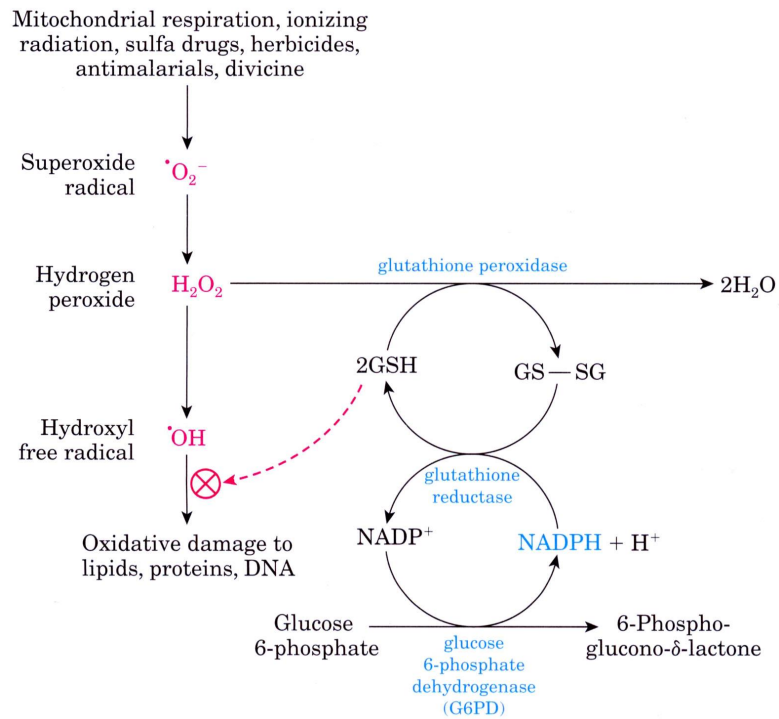 Mitochondrial respiration, ionizing
radiation, sulfa drugs, herbicides,
antimalarials, divicine
Superoxide
radical
•O₂⁻
Hydrogen
peroxide
H₂O₂
glutathione peroxidase
2H₂O
2GSH
GS — SG
Hydroxyl
free radical
•OH
glutathione
reductase
Oxidative damage to
lipids, proteins, DNA
NADP⁺
NADPH + H⁺
Glucose
6-phosphate
glucose
6-phosphate
dehydrogenase
(G6PD)
6-Phospho-
glucono-δ-lactone